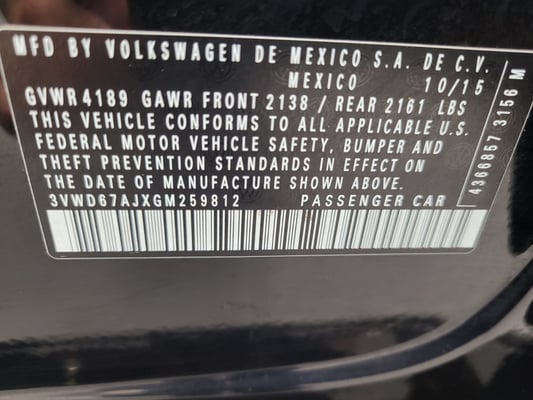 MFD BY VOLKSWAGEN DE MEXICO S.A. DE C.V.
MEXICO 10/15
GVWR 4189 GAWR FRONT 2138 / REAR 2161 LBS
THIS VEHICLE CONFORMS TO ALL APPLICABLE U.S.
FEDERAL MOTOR VEHICLE SAFETY, BUMPER AND
THEFT PREVENTION STANDARDS IN EFFECT ON
THE DATE OF MANUFACTURE SHOWN ABOVE.
3VWD67AJXGM259812 PASSENGER CAR
4366857 3156 M